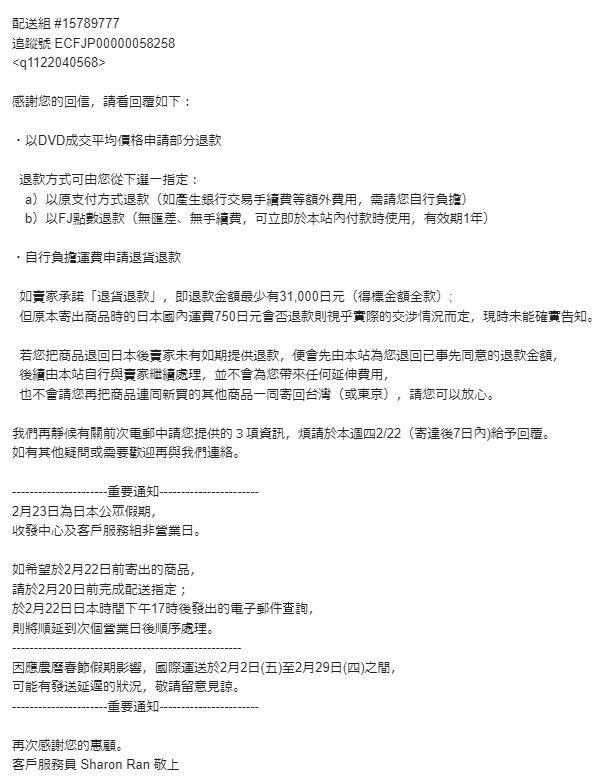 配送組 #15789777
追蹤號 ECFJP00000058258
<q1122040568>
感謝您的回信，請看回覆如下：
・以DVD成交平均價格申請部分退款
退款方式可由您從下選一指定：
a）以原支付方式退款（如產生銀行交易手續費等額外費用，需請您自行負擔）
b）以FJ點數退款（無匯差、無手續費，可立即於本站內付款時使用，有效期1年）
・自行負擔運費申請退貨退款
如賣家承諾「退貨退款」，即退款金額最少有31,000日元（得標金額全款）；
但原本寄出商品時的日本國內運費750日元會否退款則視乎實際的交涉情況而定，現時未能確實告知。
若您把商品退回日本後賣家未有如期提供退款，便會先由本站為您退回已事先同意的退款金額，
後續由本站自行與賣家繼續處理，並不會為您帶來任何延伸費用，
也不會請您再把商品連同新買的其他商品一同寄回台灣（或東京），請您可以放心。
我們再靜候有關前次電郵中請您提供的３項資訊，煩請於本週四2/22（寄達後7日內)給予回覆。
如有其他疑問或需要歡迎再與我們連絡。
----------------------重要通知-----------------------
2月23日為日本公眾假期，
收發中心及客戶服務組非營業日。
如希望於2月22日前寄出的商品，
請於2月20日前完成配送指定；
於2月22日日本時間下午17時後發出的電子郵件查詢，
則將順延到次個營業日後順序處理。
-----------------------------------------------------
因應農曆春節假期影響，國際運送於2月2日(五)至2月29日(四)之間，
可能有發送延遲的狀況，敬請留意見諒。
----------------------重要通知-----------------------
再次感謝您的惠顧。
客戶服務員 Sharon Ran 敬上